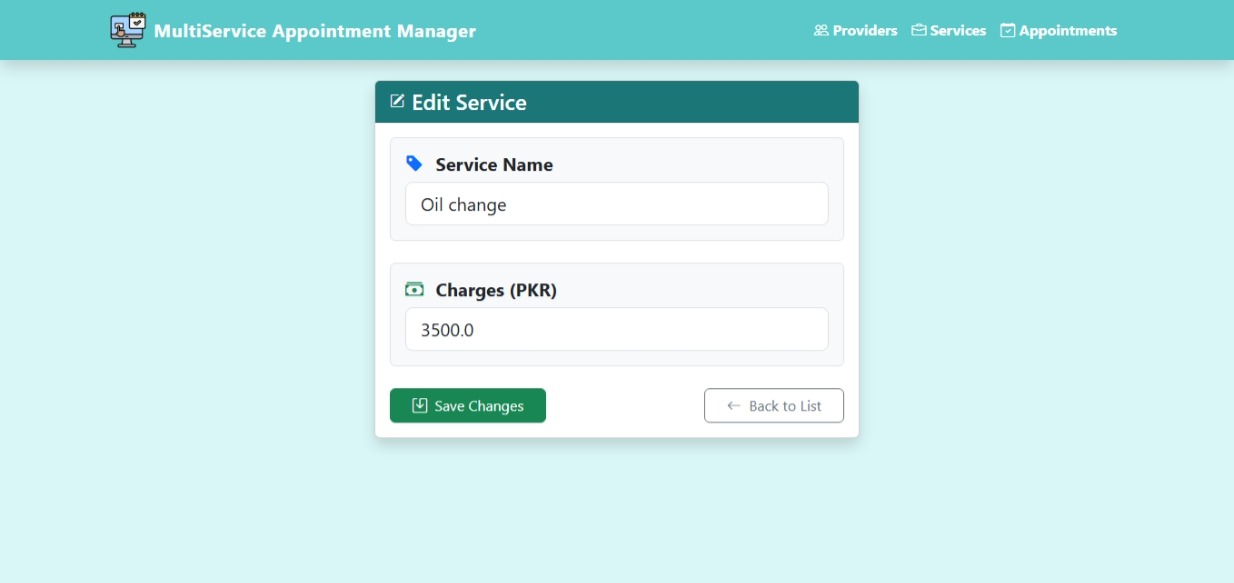 MultiService Appointment Manager
Providers Services Appointments
Edit Service
Service Name
Oil change
Charges (PKR)
3500.0
Save Changes
Back to List